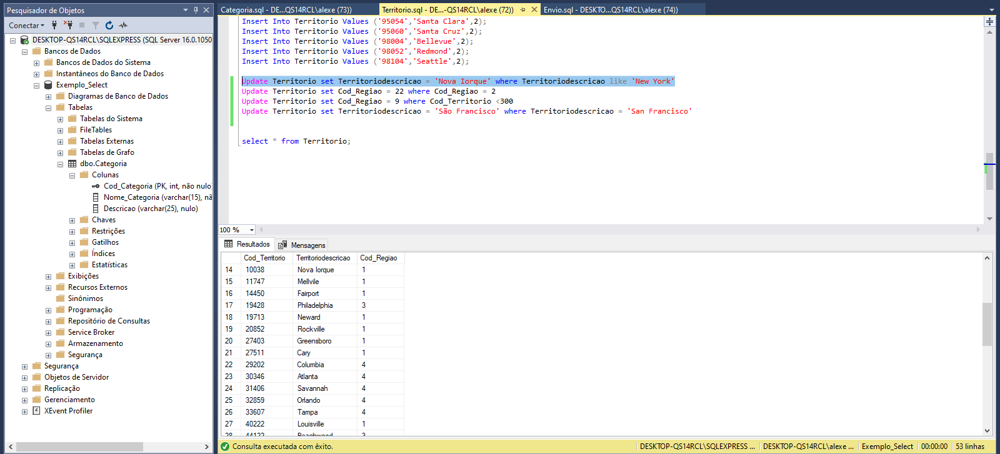 Pesquisador de Objetos
Conectar
DESKTOP-QS14RCL\SQLEXPRESS (SQL Server 16.0.1050
Bancos de Dados
Bancos de Dados do Sistema
Instantâneos do Banco de Dados
Exemplo_Select
Diagramas de Banco de Dados
Tabelas
Tabelas do Sistema
FileTables
Tabelas Externas
Tabelas de Grafo
dbo.Categoria
Colunas
Cod_Categoria (PK, int, não nulo)
Nome_Categoria (varchar(15), nã
Descricao (varchar(25), nulo)
Chaves
Restrições
Gatilhos
Índices
Estatísticas
Exibições
Recursos Externos
Sinônimos
Programação
Repositório de Consultas
Service Broker
Armazenamento
Segurança
Segurança
Objetos de Servidor
Replicação
Gerenciamento
XEvent Profiler
Categoria.sql - DE...QS14RCL\alexe (73))
Territorio.sql - DE...-QS14RCL\alexe (72))
Envio.sql - DESKTO...QS14RCL\alexe (74))
Insert Into Territorio Values ('95054','Santa Clara',2);
Insert Into Territorio Values ('95060','Santa Cruz',2);
Insert Into Territorio Values ('98004','Bellevue',2);
Insert Into Territorio Values ('98052','Redmond',2);
Insert Into Territorio Values ('98104','Seattle',2);
Update Territorio set Territoriodescricao = 'Nova Iorque' where Territoriodescricao like 'New York'
Update Territorio set Cod_Regiao = 22 where Cod_Regiao = 2
Update Territorio set Cod_Regiao = 9 where Cod_Territorio <300
Update Territorio set Territoriodescricao = 'São Francisco' where Territoriodescricao = 'San Francisco'
select * from Territorio;
100 %
Resultados Mensagens
Cod_Territorio Territoriodescricao Cod_Regiao
14 10038 Nova Iorque 1
15 11747 Mellvile 1
16 14450 Fairport 1
17 19428 Philadelphia 3
18 19713 Neward 1
19 20852 Rockville 1
20 27403 Greensboro 1
21 27511 Cary 1
22 29202 Columbia 4
23 30346 Atlanta 4
24 31406 Savannah 4
25 32859 Orlando 4
26 33607 Tampa 4
27 40222 Louisville 1
28 44122 Beachwood 3
Consulta executada com êxito.
DESKTOP-QS14RCL\SQLEXPRESS ... DESKTOP-QS14RCL\alexe ... Exemplo_Select 00:00:00 53 linhas